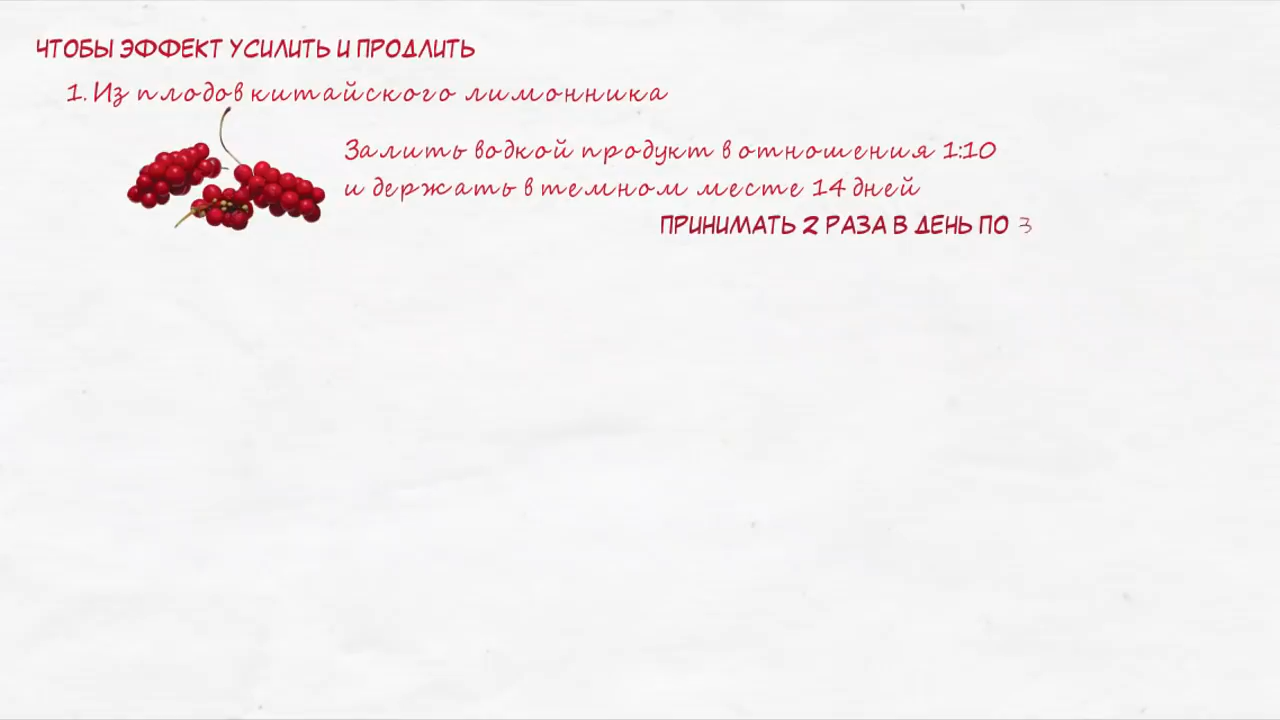 ЧТОБЫ ЭФФЕКТ УСИЛИТЬ И ПРОДЛИТЬ
1. Из плодов китайского лимонника
Залить водкой продукт в отношения 1:10
и держать в темном месте 14 дней
ПРИНИМАТЬ 2 РАЗА В ДЕНЬ ПО 3